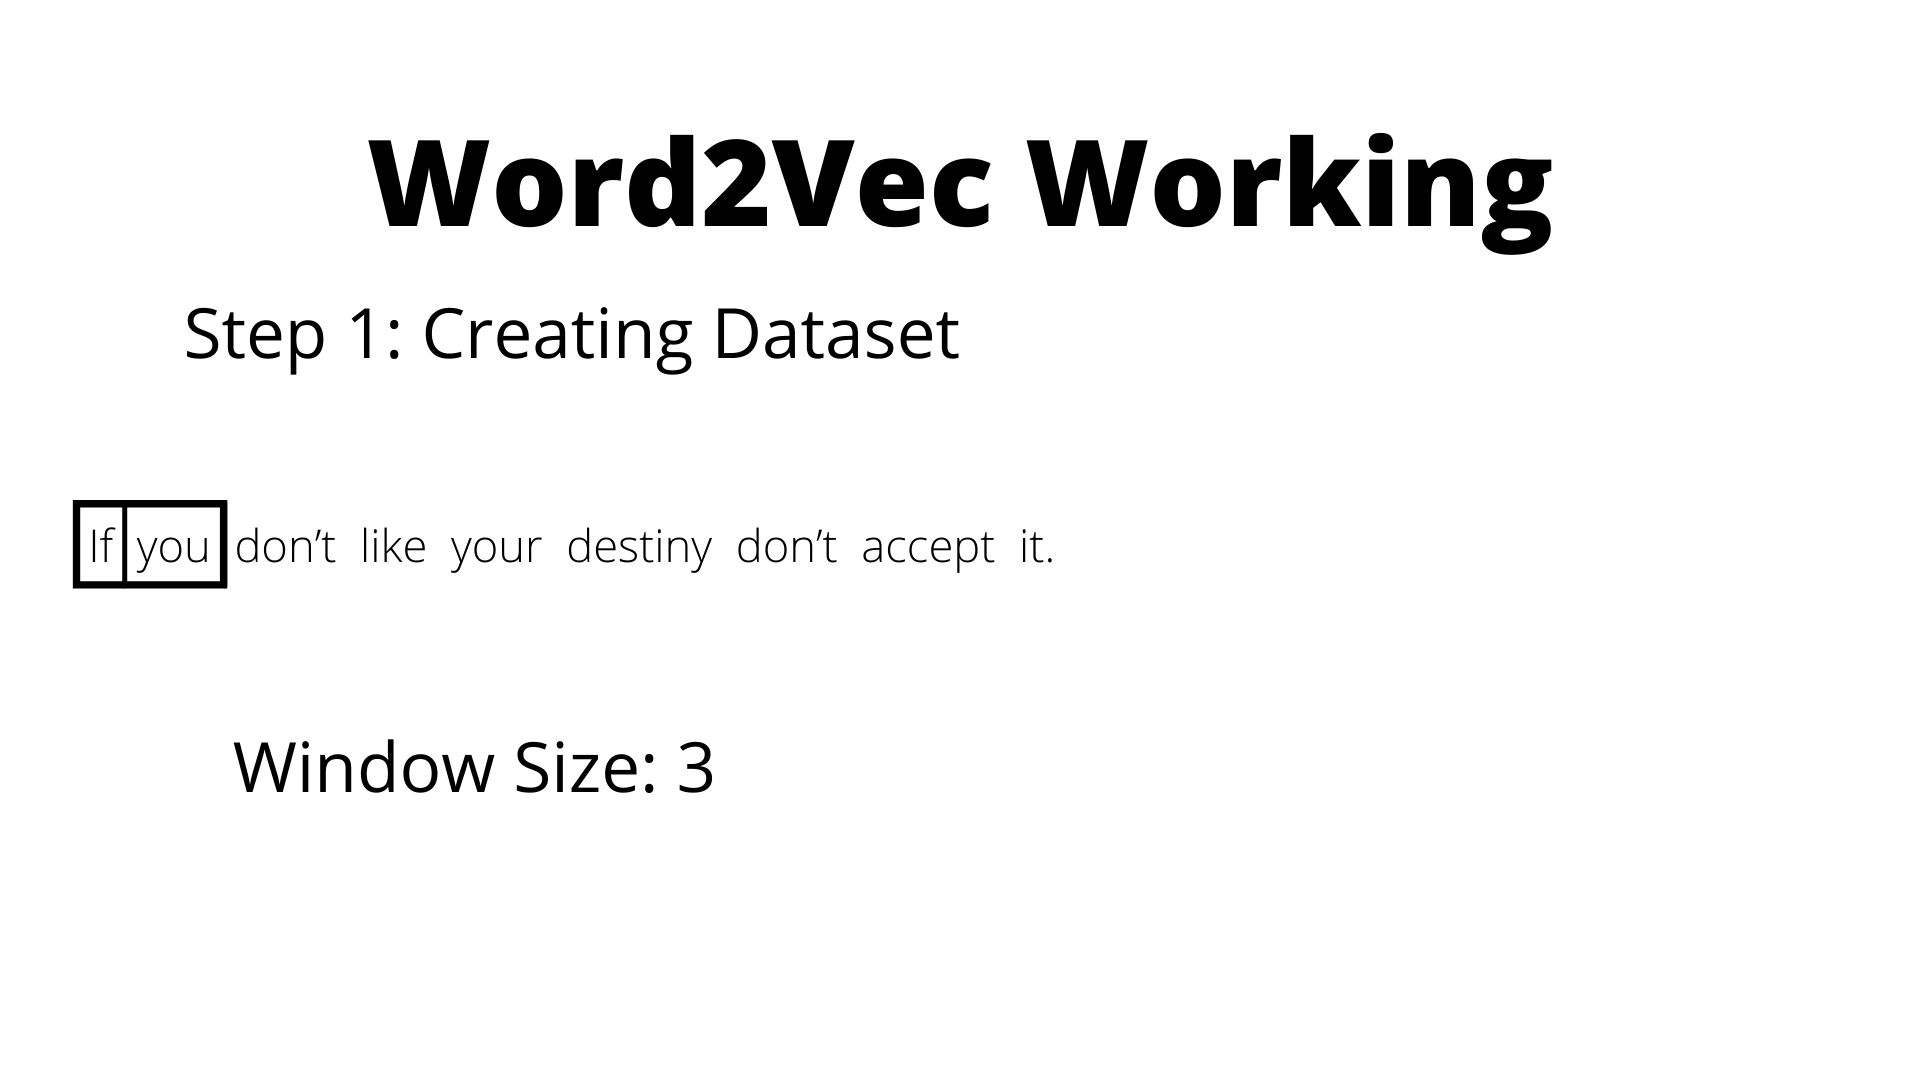 Word2Vec Working
Step 1: Creating Dataset
If you don’t like your destiny don’t accept it.
Window Size: 3